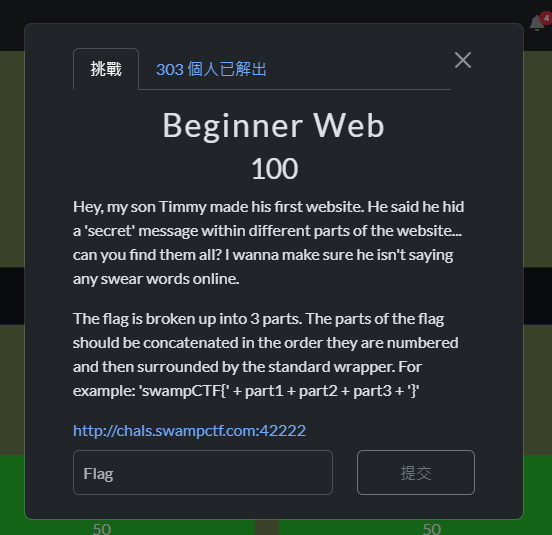 4
挑戰
303 個人已解出
Beginner Web
100
Hey, my son Timmy made his first website. He said he hid
a 'secret' message within different parts of the website...
can you find them all? I wanna make sure he isn't saying
any swear words online.
The flag is broken up into 3 parts. The parts of the flag
should be concatenated in the order they are numbered
and then surrounded by the standard wrapper. For
example: 'swampCTF{' + part1 + part2 + part3 + '}'
http://chals.swampctf.com:42222
Flag
提交
50
50